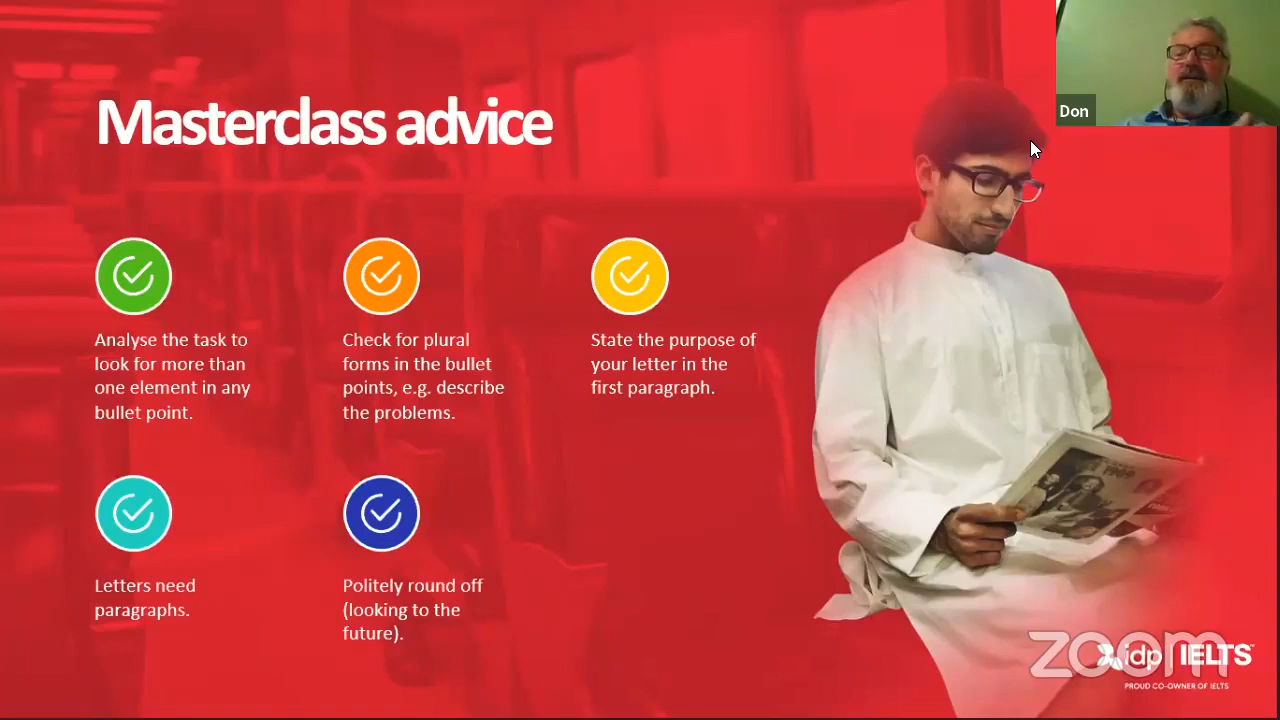 Masterclass advice
Don
Analyse the task to
look for more than
one element in any
bullet point.
Check for plural
forms in the bullet
points, e.g. describe
the problems.
State the purpose of
your letter in the
first paragraph.
Letters need
paragraphs.
Politely round off
(looking to the
future).
zoom
idp IELTS™
PROUD CO-OWNER OF IELTS